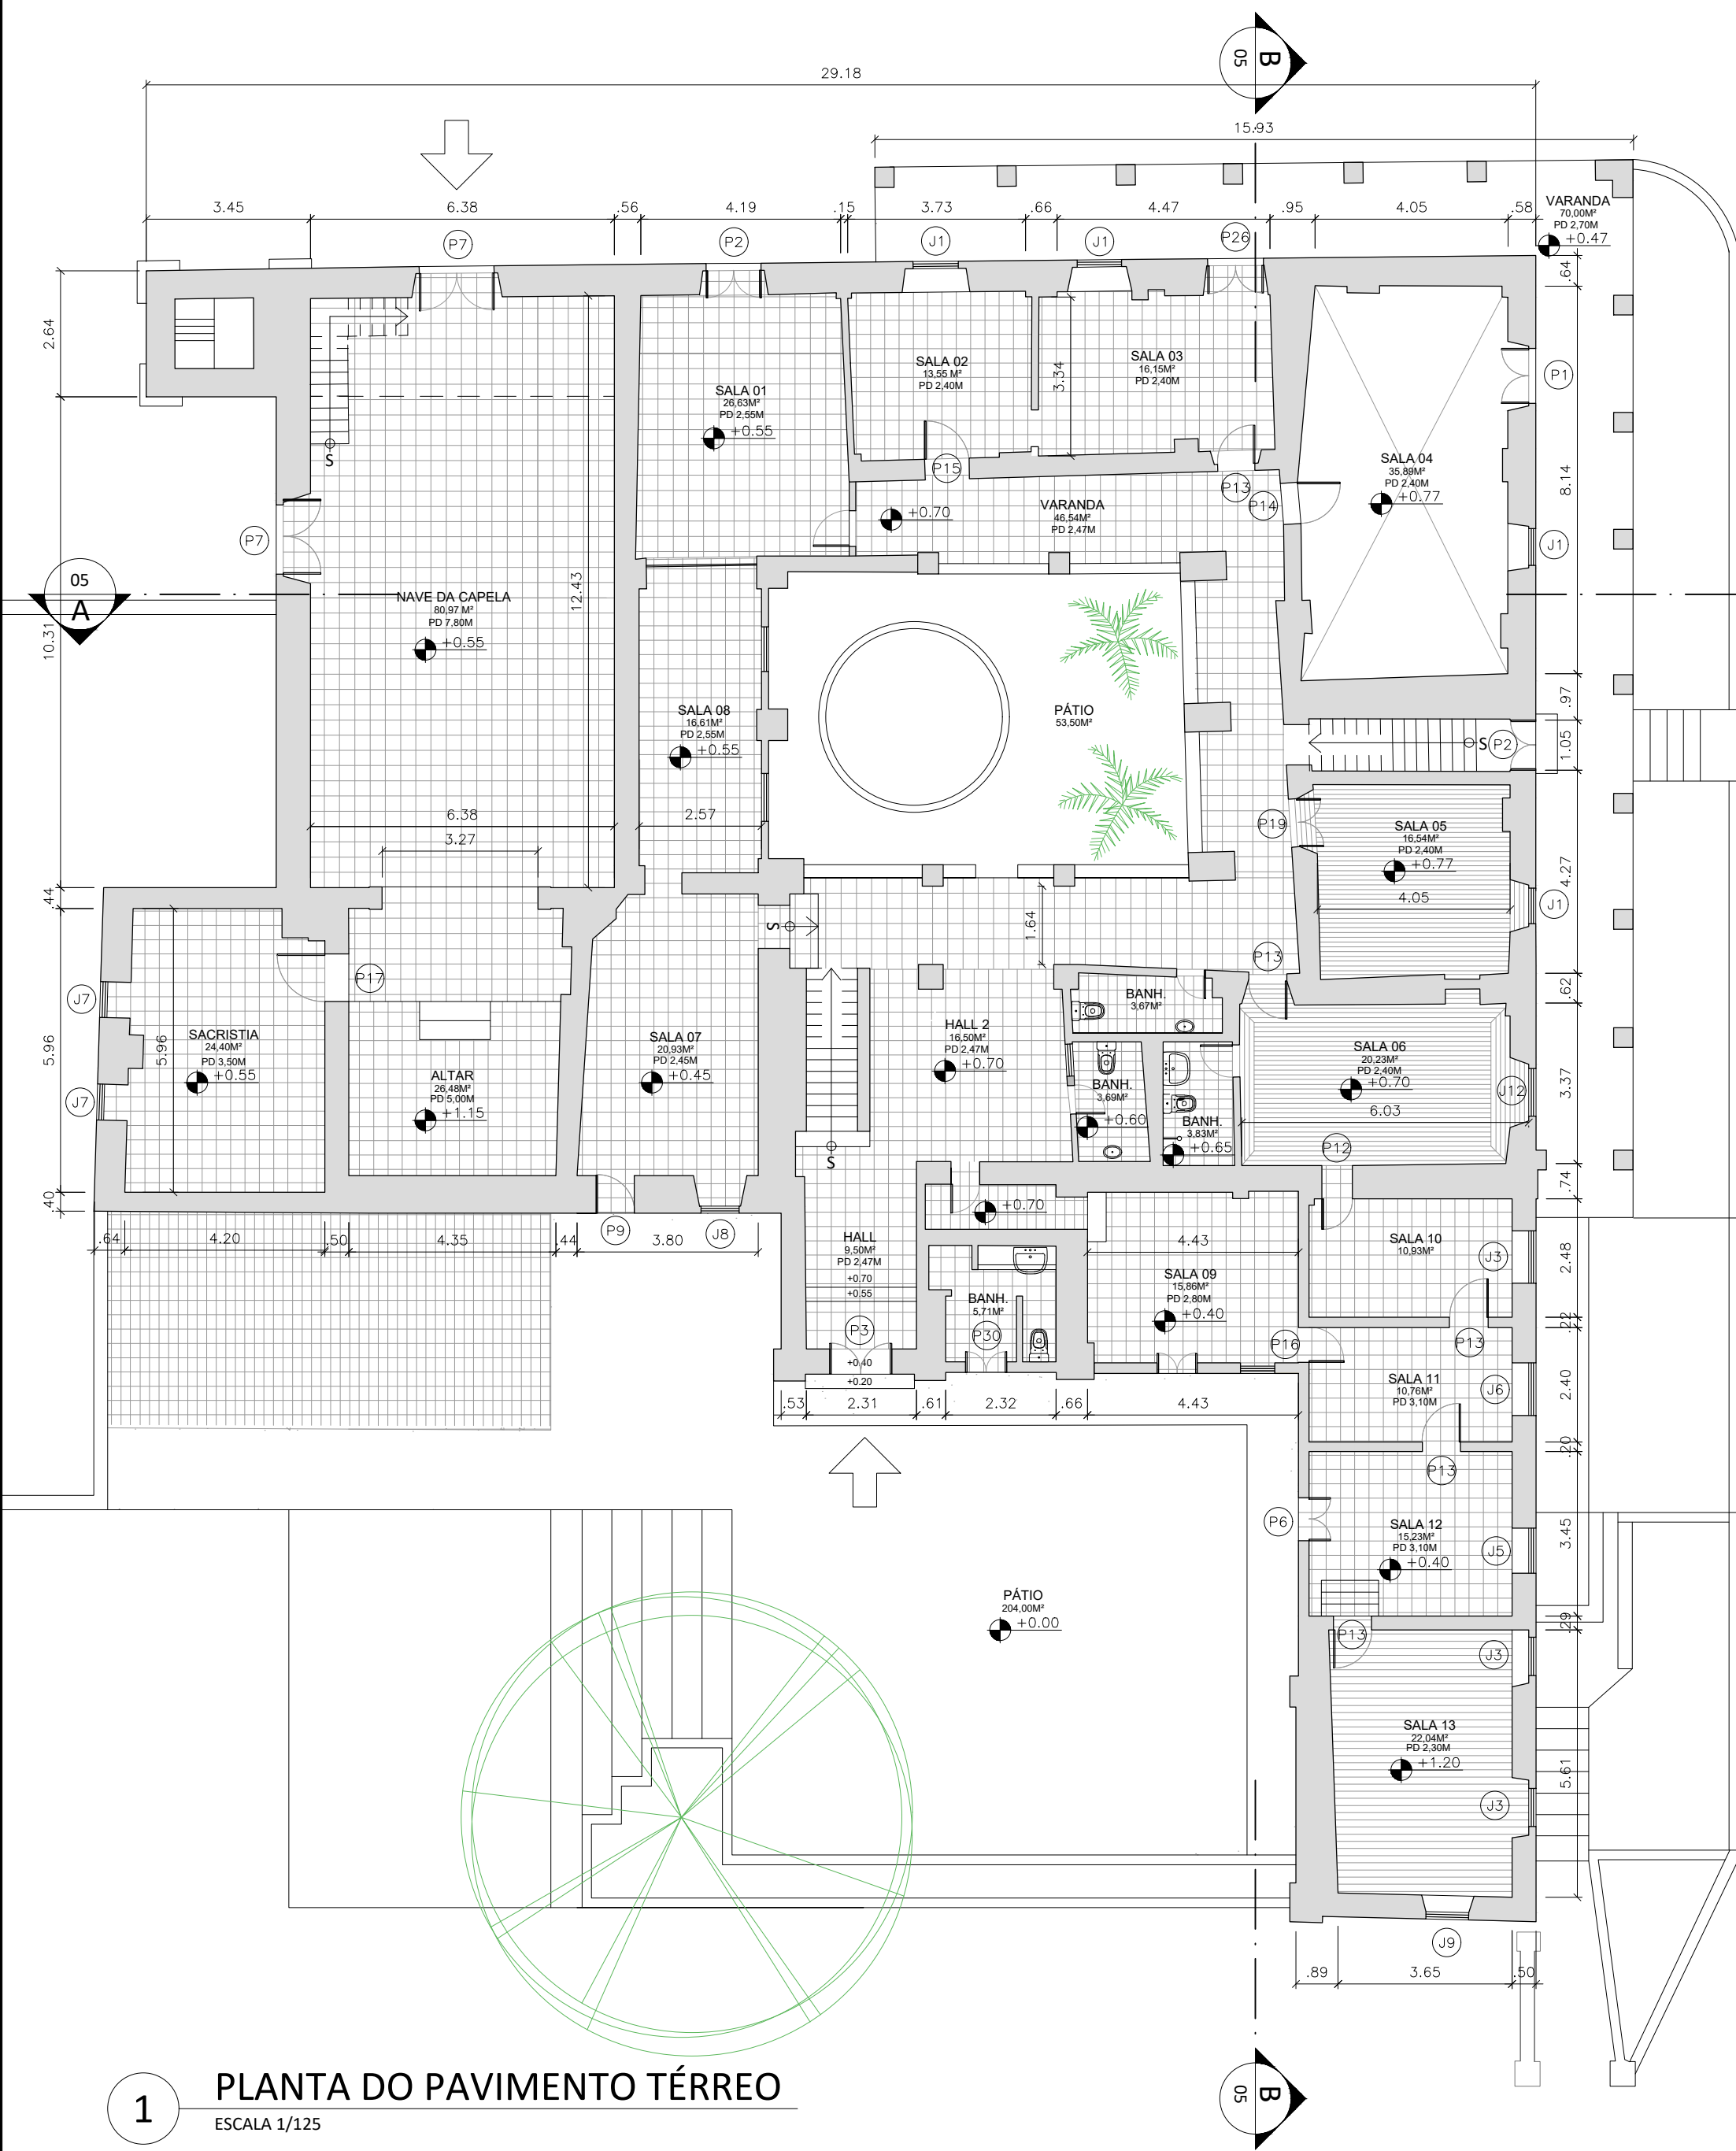 B
05
29.18
15.93
3.45
6.38
.56
4.19
.15
3.73
.66
4.47
.95
4.05
.58
VARANDA
70,00M²
PD 2,70M
+0.47
P7
P2
J1
J1
P26
.64
2.64
SALA 01
26,63M²
PD 2,55M
+0.55
SALA 02
13,55 M²
PD 2,40M
3.34
SALA 03
16,15M²
PD 2,40M
P1
S
SALA 04
35,89M²
PD 2,40M
+0.77
8.14
P15
P13
P14
VARANDA
46,54M²
PD 2,47M
+0.70
P7
J1
05
A
10.31
NAVE DA CAPELA
80,97 M²
PD 7,80M
+0.55
12.43
SALA 08
16,61M²
PD 2,55M
+0.55
PÁTIO
53,50M²
.97
S
P2
1.05
6.38
3.27
2.57
P19
SALA 05
16,54M²
PD 2,40M
+0.77
4.05
4.27
J1
.44
S
1.64
P13
P17
J7
.62
SACRISTIA
24,40M²
PD 3,50M
+0.55
5.96
5.96
J7
ALTAR
26,48M²
PD 5,00M
+1.15
SALA 07
20,93M²
PD 2,45M
+0.45
HALL 2
16,50M²
PD 2,47M
+0.70
BANH.
3,67M²
BANH.
3,69M²
+0.60
BANH.
3,83M²
+0.65
SALA 06
20,23M²
PD 2,40M
+0.70
6.03
J12
3.37
P12
S
.40
.74
.64
4.20
.50
4.35
.44
P9
3.80
J8
HALL
9,50M²
PD 2,47M
+0.70
+0.55
+0.70
4.43
SALA 10
10,93M²
J3
2.48
BANH.
5,71M²
P30
SALA 09
15,86M²
PD 2,80M
+0.40
P3
+0.40
+0.20
P16
P13
.22
SALA 11
10,76M²
PD 3,10M
J6
2.40
.53
2.31
.61
2.32
.66
4.43
.20
P13
P6
SALA 12
15,23M²
PD 3,10M
+0.40
J5
3.45
PÁTIO
204,00M²
+0.00
P13
.29
J3
SALA 13
22,04M²
PD 2,30M
+1.20
J3
5.61
J9
.89
3.65
.50
1
PLANTA DO PAVIMENTO TÉRREO
ESCALA 1/125
B
05